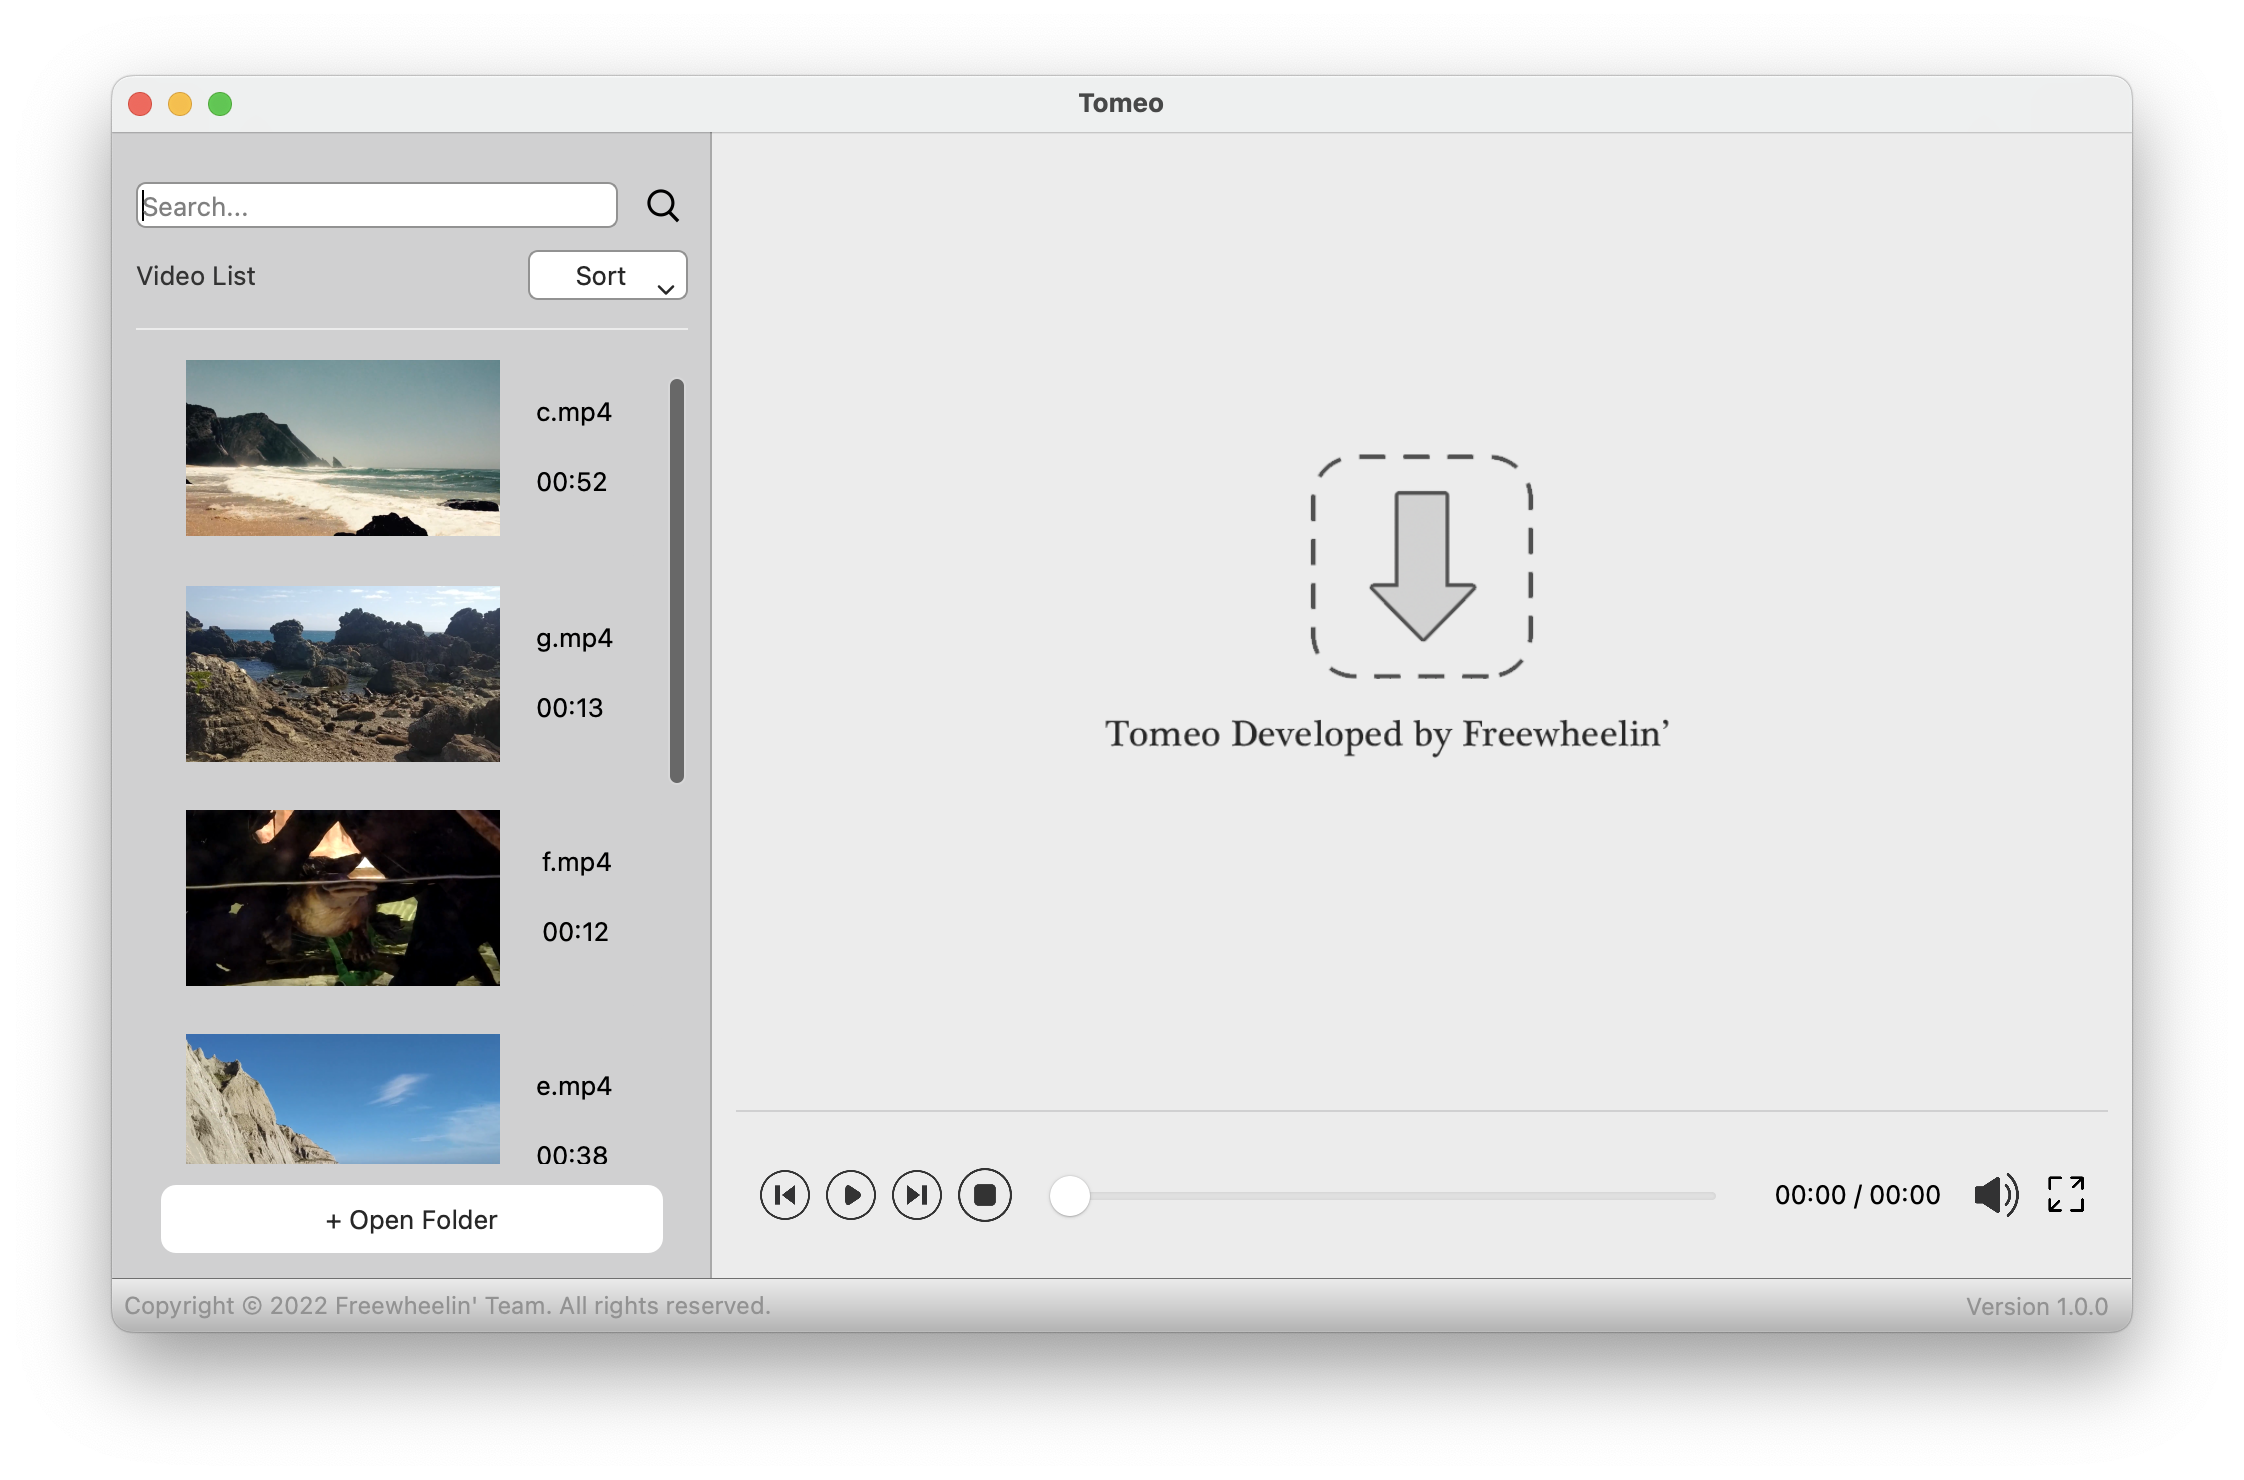 Tomeo
Search...
Video List
Sort
c.mp4
00:52
g.mp4
00:13
f.mp4
00:12
e.mp4
00:38
+ Open Folder
Tomeo Developed by Freewheelin’
00:00 / 00:00
Copyright © 2022 Freewheelin' Team. All rights reserved.
Version 1.0.0